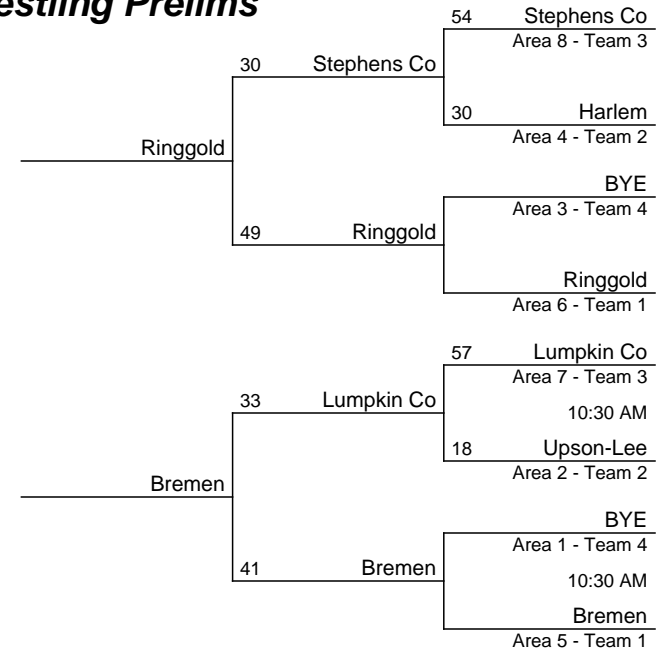 estling Prelims
54 Stephens Co
Area 8 - Team 3
30 Stephens Co
30 Harlem
Area 4 - Team 2
Ringgold
BYE
Area 3 - Team 4
49 Ringgold
Ringgold
Area 6 - Team 1
57 Lumpkin Co
Area 7 - Team 3
33 Lumpkin Co
10:30 AM
18 Upson-Lee
Area 2 - Team 2
Bremen
BYE
Area 1 - Team 4
41 Bremen
10:30 AM
Bremen
Area 5 - Team 1